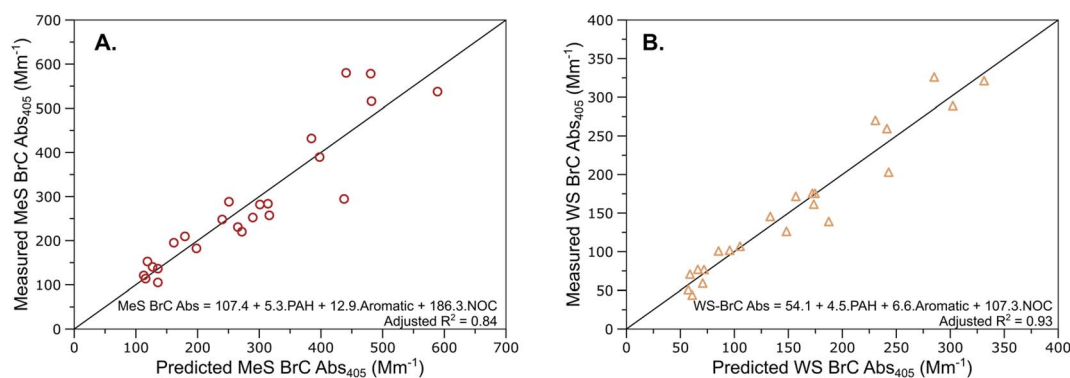 A.
Measured MeS BrC Abs405 (Mm-1)
700
600
500
400
300
200
100
0
MeS BrC Abs = 107.4 + 5.3.PAH + 12.9.Aromatic + 186.3.NOC
Adjusted R2 = 0.84
0 100 200 300 400 500 600 700
Predicted MeS BrC Abs405 (Mm-1)
B.
Measured WS BrC Abs405 (Mm-1)
400
350
300
250
200
150
100
50
0
WS-BrC Abs = 54.1 + 4.5.PAH + 6.6.Aromatic + 107.3.NOC
Adjusted R2 = 0.93
0 50 100 150 200 250 300 350 400
Predicted WS BrC Abs405 (Mm-1)